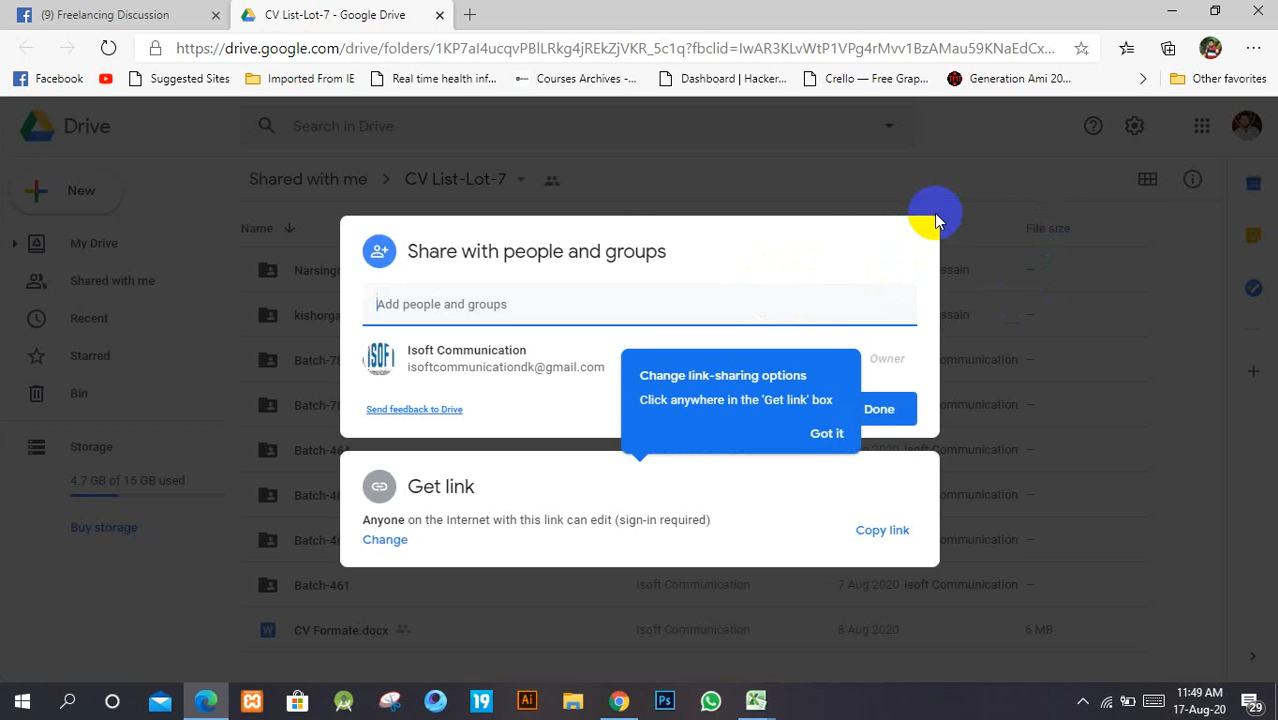 (9) Freelancing Discussion
CV List-Lot-7 - Google Drive
https://drive.google.com/drive/folders/1KP7aI4ucqvPBlLRkg4jREkZjVKR_5c1q?fbclid=IwAR3KLvWtP1VPg4rMvv1BzAMau59KNaEdCx...
Facebook
Suggested Sites
Imported From IE
Real time health inf...
Courses Archives -...
Dashboard | Hacker...
Crello — Free Grap...
Generation Ami 20...
Other favorites
Drive
Search in Drive
New
Shared with me
CV List-Lot-7
Name
File size
My Drive
Shared with me
Recent
Starred
Bin
Storage
4.7 GB of 15 GB used
Buy storage
Share with people and groups
Add people and groups
ISOFT
Isoft Communication
isoftcommunicationdk@gmail.com
Owner
Send feedback to Drive
Change link-sharing options
Click anywhere in the 'Get link' box
Got it
Done
Get link
Anyone on the Internet with this link can edit (sign-in required)
Change
Copy link
Batch-461
Isoft Communication
7 Aug 2020 Isoft Communication —
CV Formate.docx
Isoft Communication
8 Aug 2020
6 MB
19
Ai
Ps
11:49 AM
17-Aug-20
29